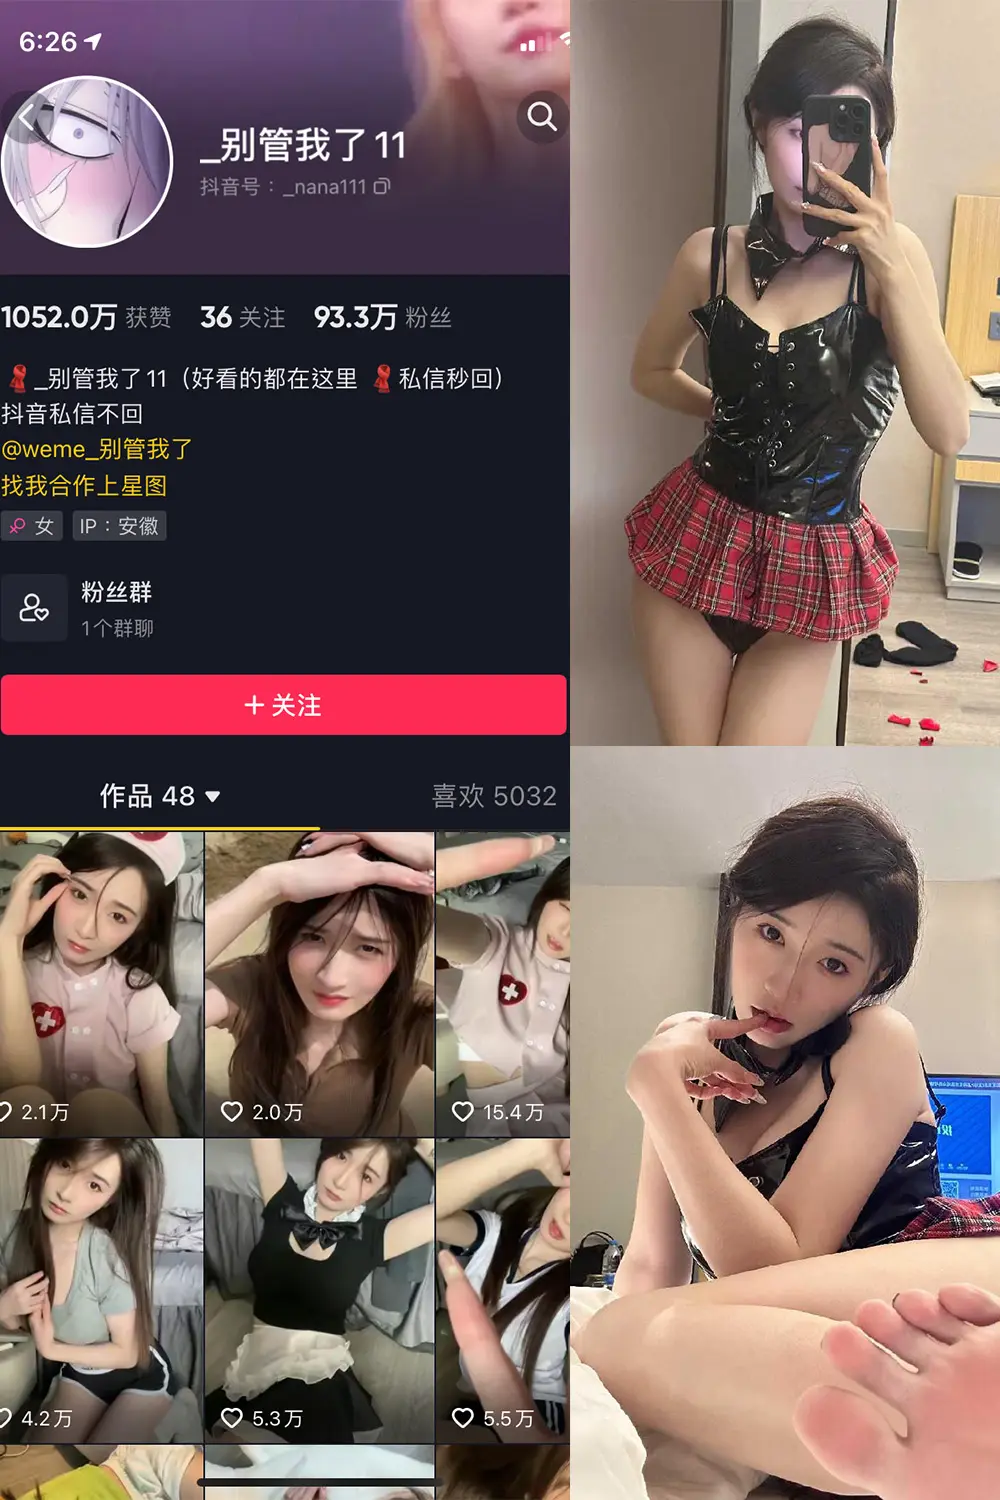 6:26
_别管我了 11
抖音号：_nana111
1052.0万 获赞 36 关注 93.3万 粉丝
_别管我了 11（好看的都在这里 私信秒回）
抖音私信不回
@weme_别管我了
找我合作上星图
女 IP：安徽
粉丝群
1个群聊
+ 关注
作品 48 喜欢 5032
2.1万 2.0万 15.4万
4.2万 5.3万 5.5万